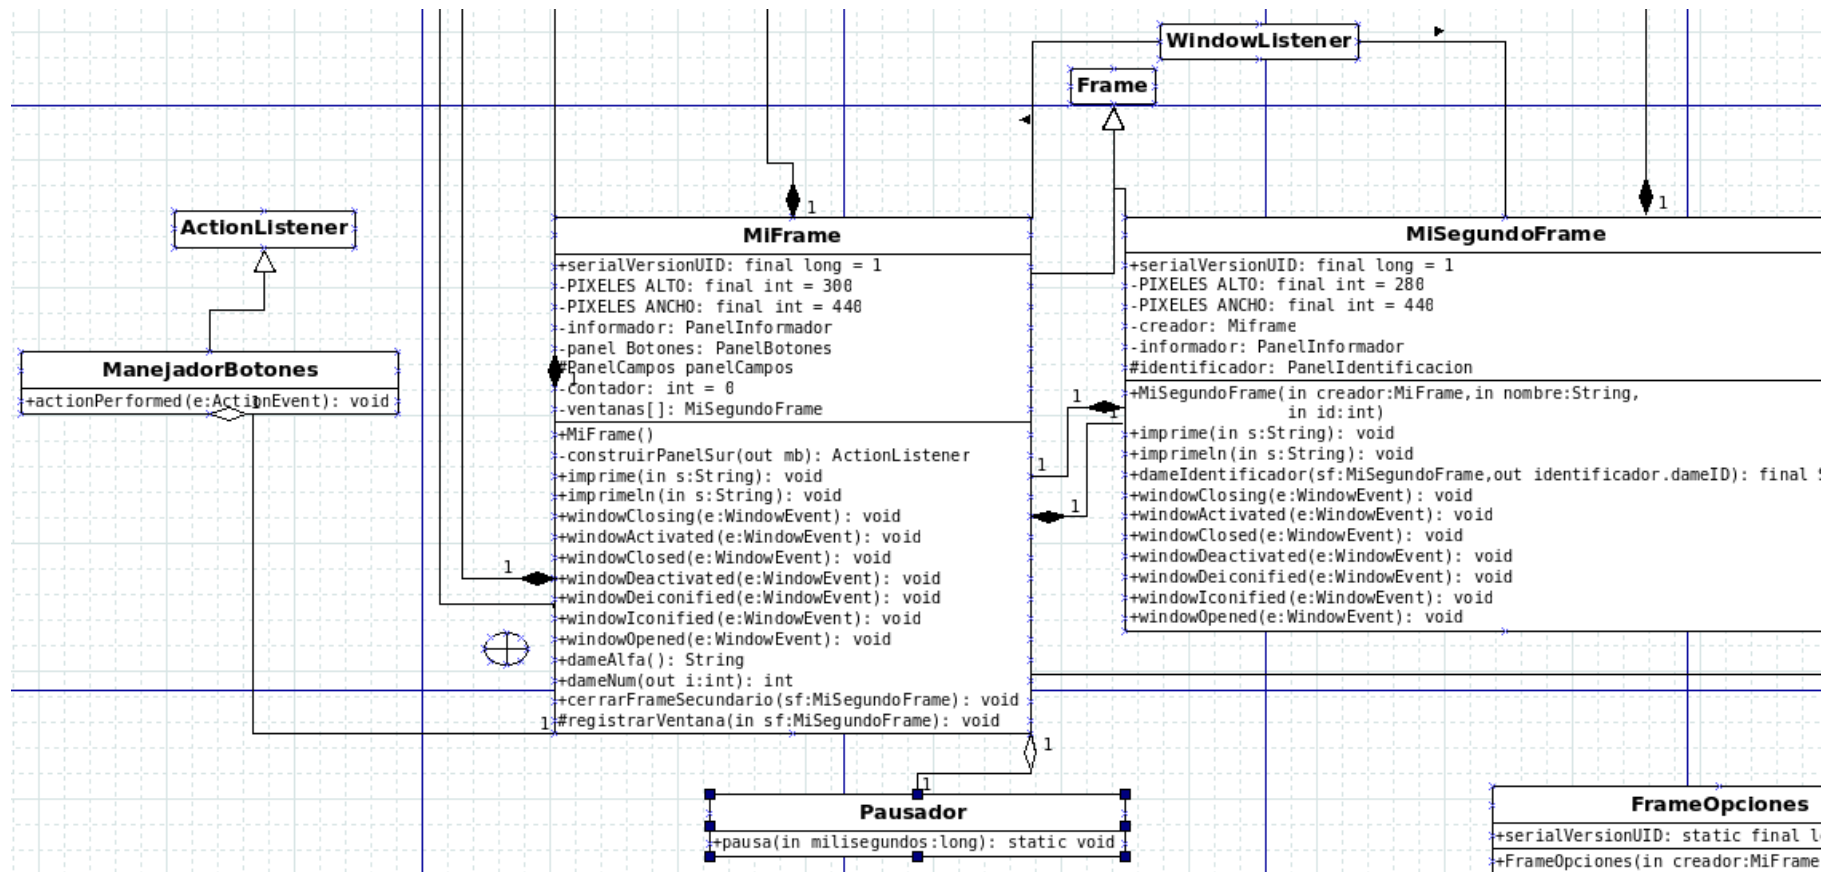 WindowListener
Frame
1
1
ActionListener
ManejadorBotones
+actionPerformed(e:ActionEvent): void
1
MiFrame
+serialVersionUID: final long = 1
-PIXELES ALTO: final int = 300
-PIXELES ANCHO: final int = 440
-informador: PanelInformador
-panel Botones: PanelBotones
#PanelCampos panelCampos
1
-contador: int = 0
-ventanas[]: MiSegundoFrame
+MiFrame()
-construirPanelSur(out mb): ActionListener
+imprime(in s:String): void
+imprimeln(in s:String): void
+windowClosing(e:WindowEvent): void
+windowActivated(e:WindowEvent): void
+windowClosed(e:WindowEvent): void
+windowDeactivated(e:WindowEvent): void
+windowDeiconified(e:WindowEvent): void
+windowIconified(e:WindowEvent): void
+windowOpened(e:WindowEvent): void
+dameAlfa(): String
+dameNum(out i:int): int
+cerrarFrameSecundario(sf:MiSegundoFrame): void
#registrarVentana(in sf:MiSegundoFrame): void
1
1
1
1
1
1
MiSegundoFrame
+serialVersionUID: final long = 1
-PIXELES ALTO: final int = 280
-PIXELES ANCHO: final int = 440
-creador: Miframe
-informador: PanelInformador
#identificador: PanelIdentificacion
+MiSegundoFrame(in creador:MiFrame,in nombre:String,
in id:int)
+imprime(in s:String): void
+imprimeln(in s:String): void
+dameIdentificador(sf:MiSegundoFrame,out identificador.dameID): final S
+windowClosing(e:WindowEvent): void
+windowActivated(e:WindowEvent): void
+windowClosed(e:WindowEvent): void
+windowDeactivated(e:WindowEvent): void
+windowDeiconified(e:WindowEvent): void
+windowIconified(e:WindowEvent): void
+windowOpened(e:WindowEvent): void
1
1
Pausador
+pausa(in milisegundos:long): static void
FrameOpciones
+serialVersionUID: static final l
+FrameOpciones(in creador:MiFrame